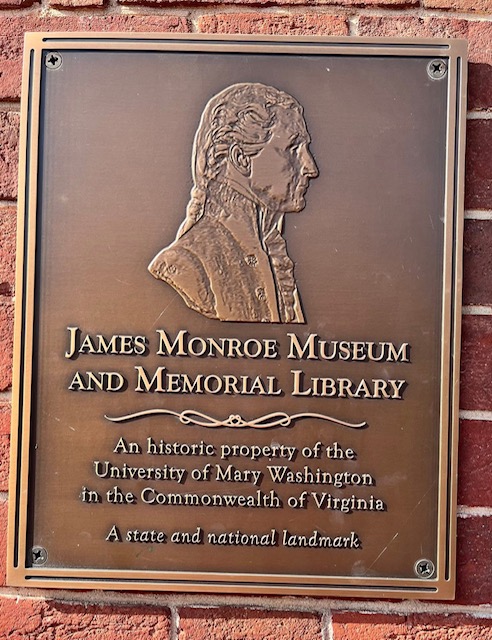 James Monroe Museum
and Memorial Library
An historic property of the
University of Mary Washington
in the Commonwealth of Virginia
A state and national landmark